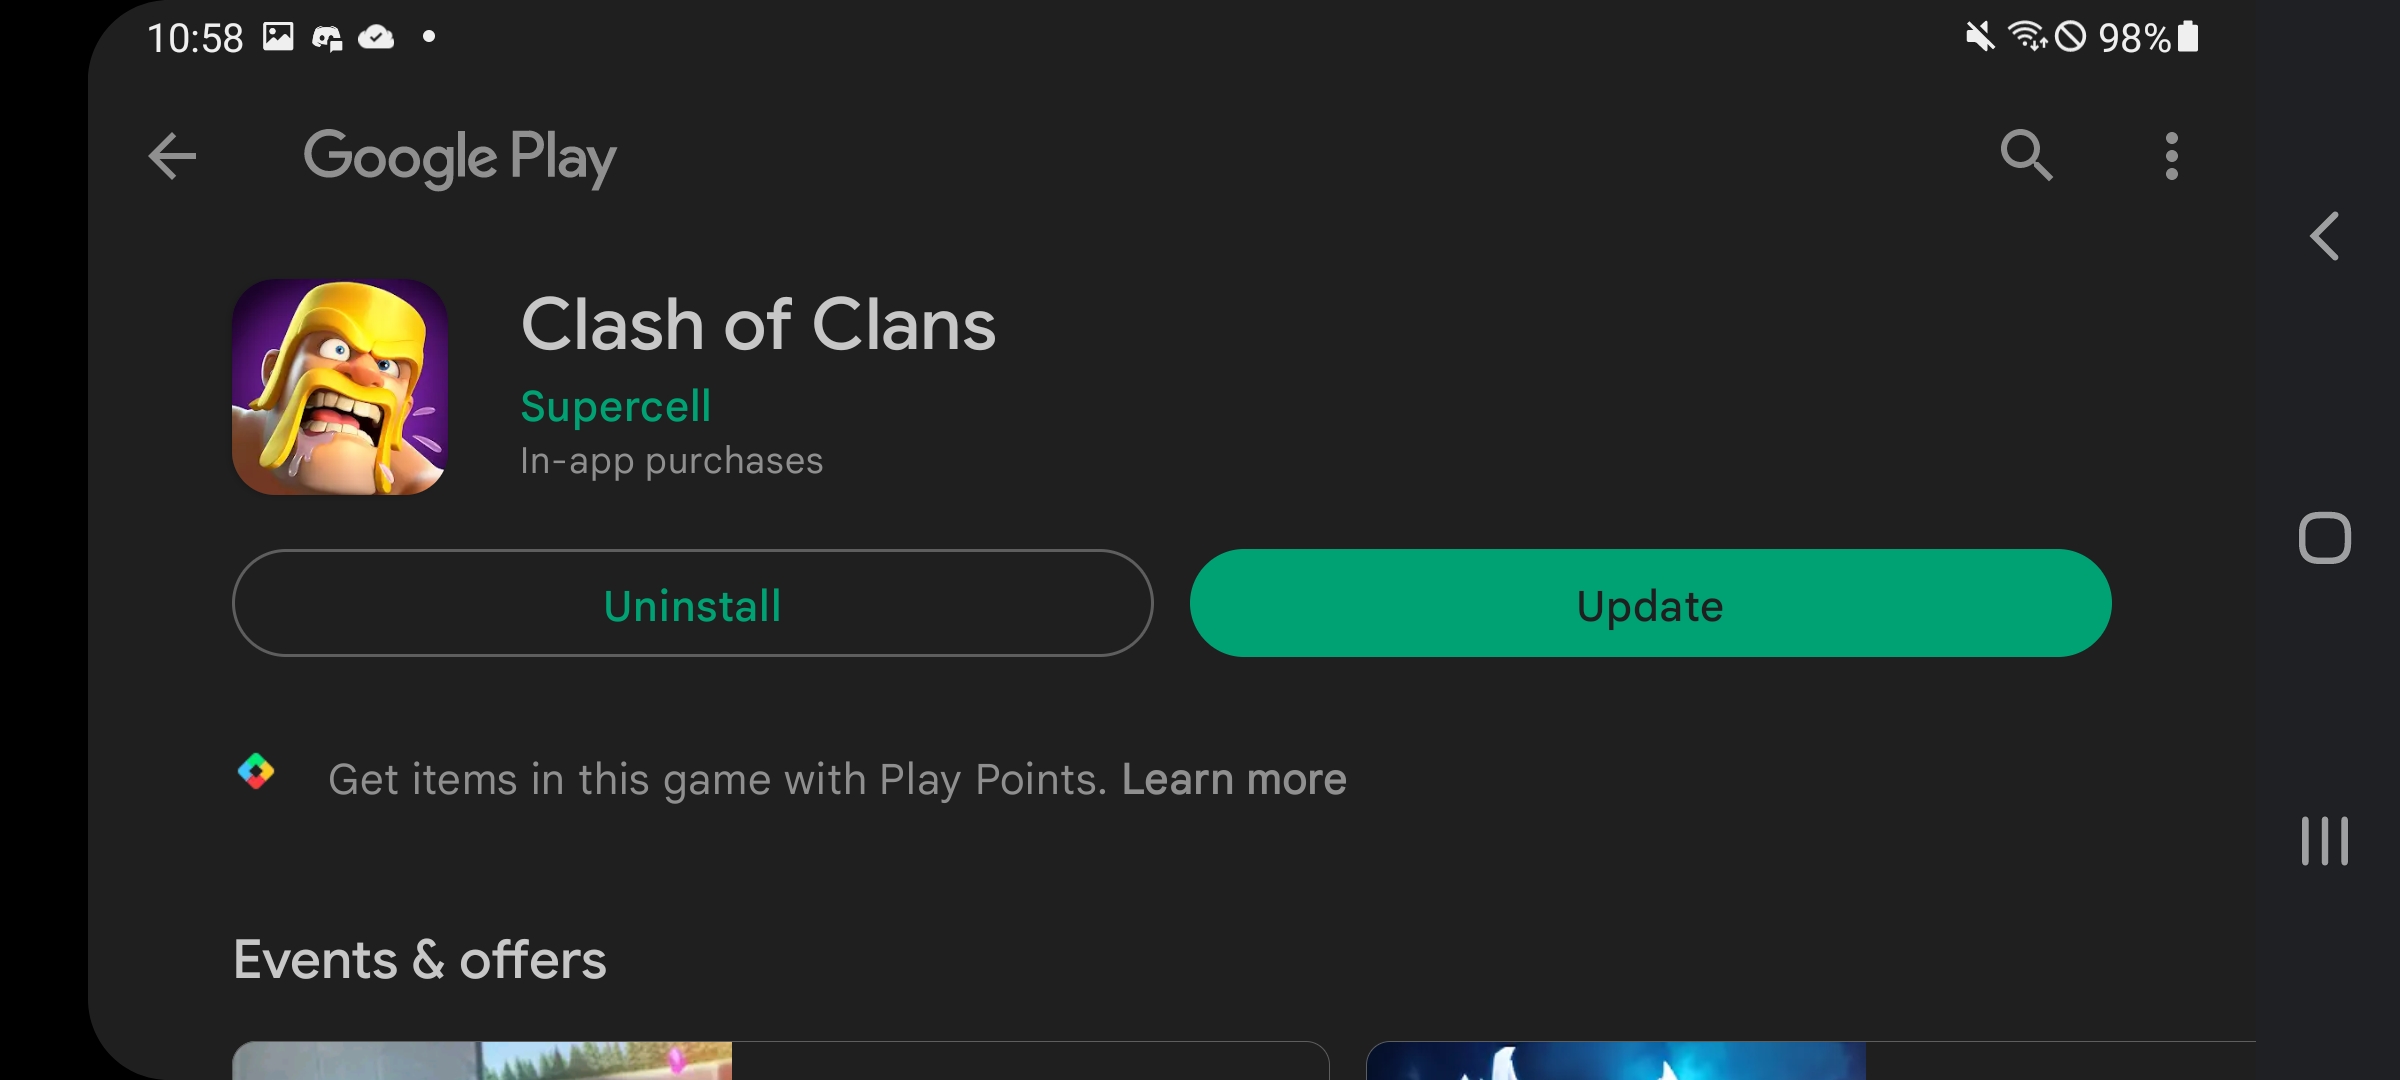 10:58
98%
Google Play
Clash of Clans
Supercell
In-app purchases
Uninstall
Update
Get items in this game with Play Points. Learn more
Events & offers